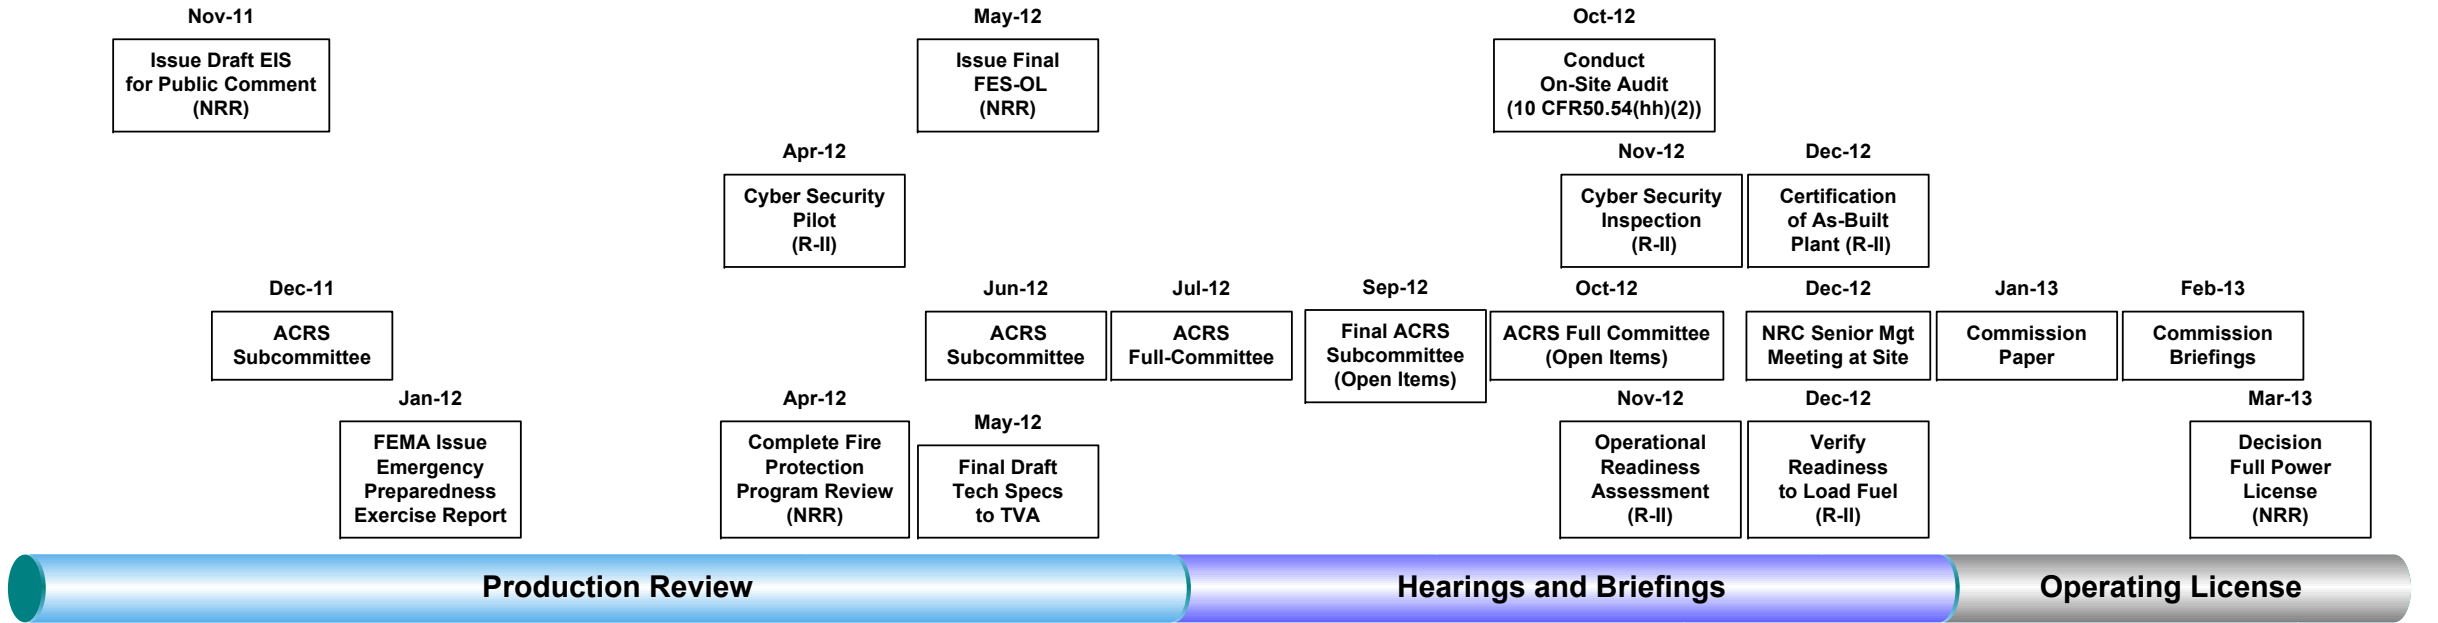 Nov-11
Issue Draft EIS
for Public Comment
(NRR)
May-12
Issue Final
FES-OL
(NRR)
Oct-12
Conduct
On-Site Audit
(10 CFR50.54(hh)(2))
Apr-12
Cyber Security
Pilot
(R-II)
Nov-12
Cyber Security
Inspection
(R-II)
Dec-12
Certification
of As-Built
Plant (R-II)
Dec-11
ACRS
Subcommittee
Jun-12
ACRS
Subcommittee
Jul-12
ACRS
Full-Committee
Sep-12
Final ACRS
Subcommittee
(Open Items)
Oct-12
ACRS Full Committee
(Open Items)
Dec-12
NRC Senior Mgt
Meeting at Site
Jan-13
Commission
Paper
Feb-13
Commission
Briefings
Jan-12
FEMA Issue
Emergency
Preparedness
Exercise Report
Apr-12
Complete Fire
Protection
Program Review
(NRR)
May-12
Final Draft
Tech Specs
to TVA
Nov-12
Operational
Readiness
Assessment
(R-II)
Dec-12
Verify
Readiness
to Load Fuel
(R-II)
Mar-13
Decision
Full Power
License
(NRR)
Production Review
Hearings and Briefings
Operating License